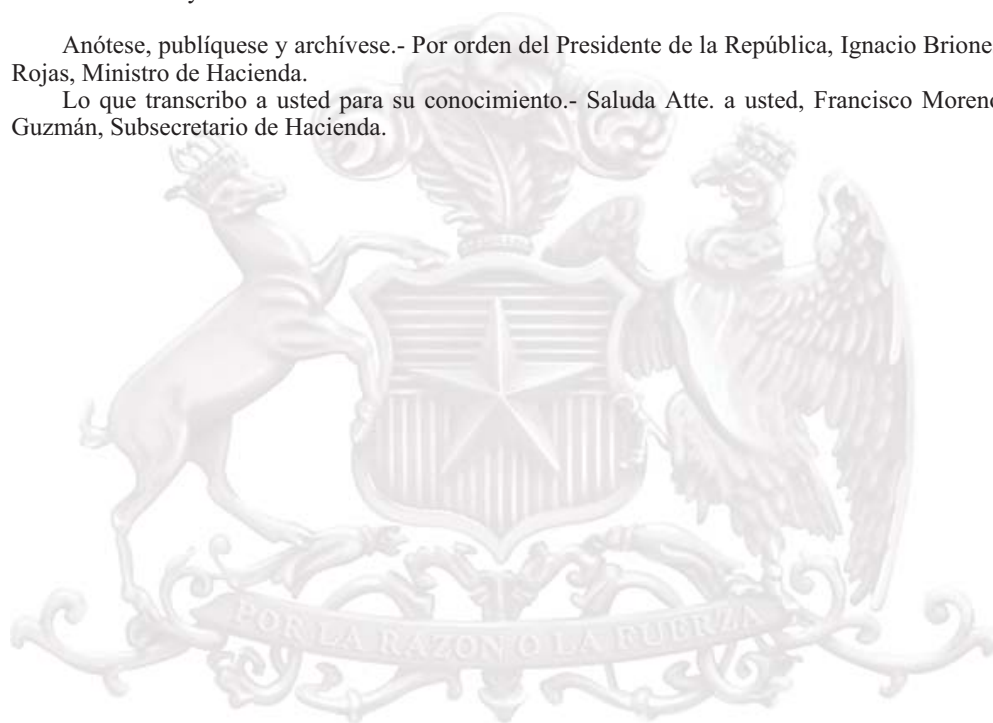 Anótese, publíquese y archívese.- Por orden del Presidente de la República, Ignacio Brione
Rojas, Ministro de Hacienda.
Lo que transcribo a usted para su conocimiento.- Saluda Atte. a usted, Francisco Moreno
Guzmán, Subsecretario de Hacienda.
POR LA RAZON O LA FUERZA